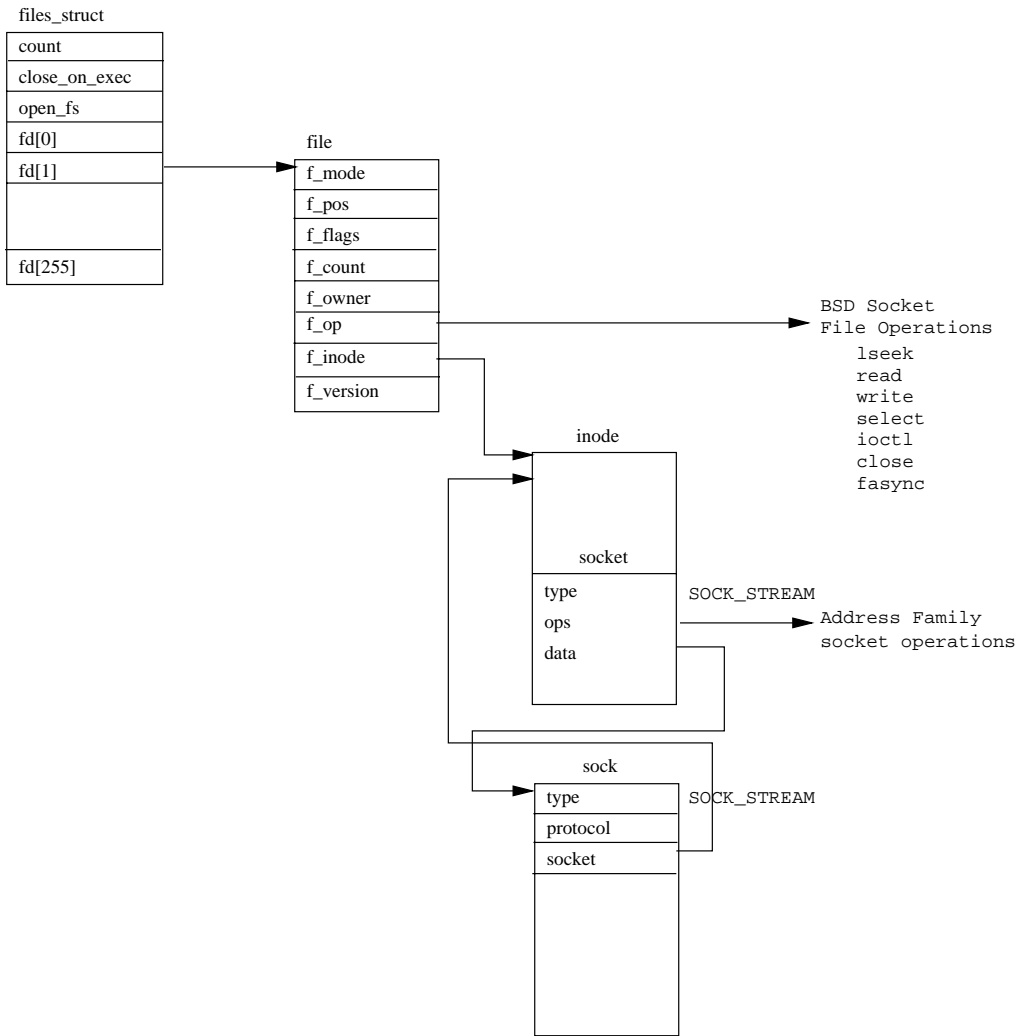 files_struct
count
close_on_exec
open_fs
fd[0]
fd[1]
fd[255]
file
f_mode
f_pos
f_flags
f_count
f_owner
f_op
f_inode
f_version
BSD Socket
File Operations
lseek
read
write
select
ioctl
close
fasync
inode
socket
type
SOCK_STREAM
ops
Address Family
socket operations
data
sock
type
SOCK_STREAM
protocol
socket